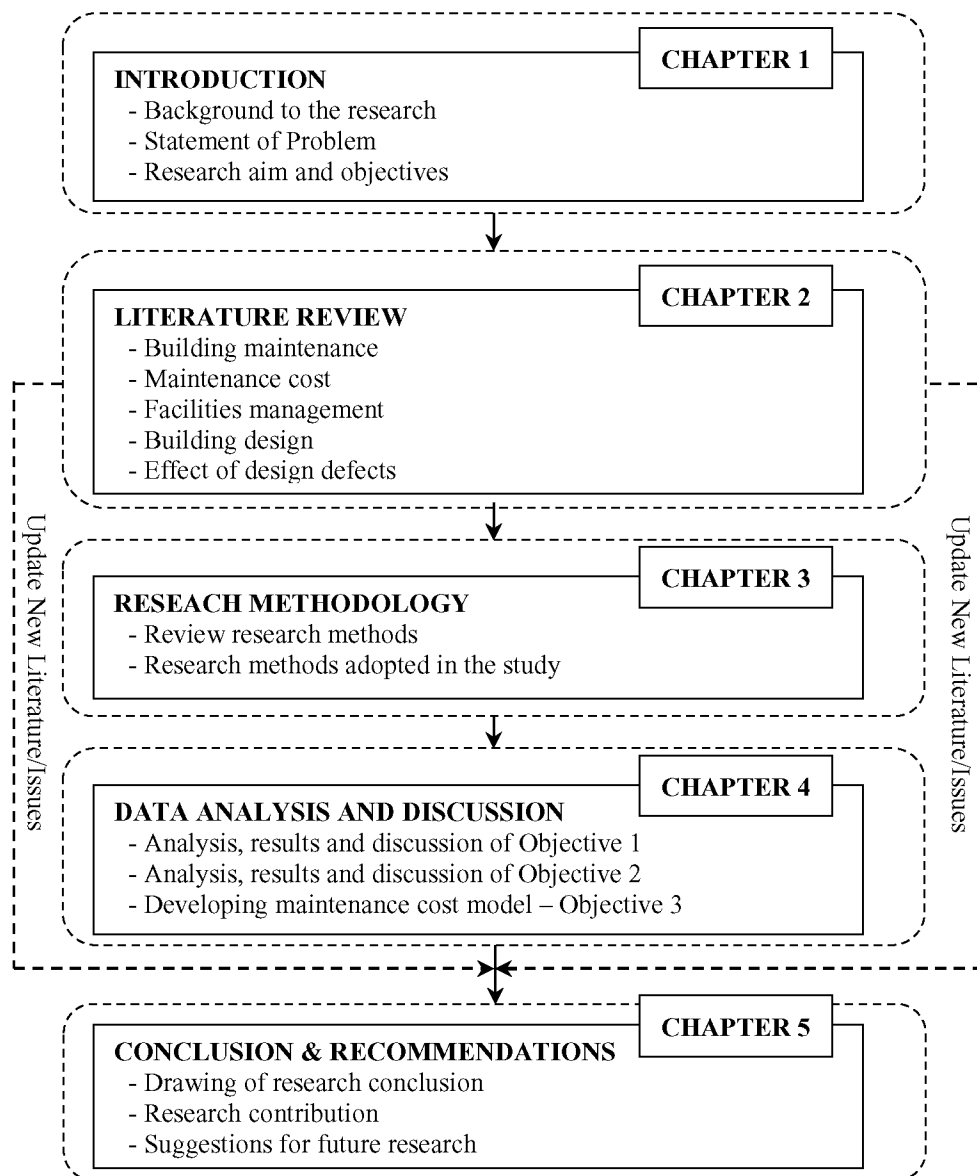 CHAPTER 1
INTRODUCTION
- Background to the research
- Statement of Problem
- Research aim and objectives
CHAPTER 2
LITERATURE REVIEW
- Building maintenance
- Maintenance cost
- Facilities management
- Building design
- Effect of design defects
Update New Literature/Issues
Update New Literature/Issues
CHAPTER 3
RESEACH METHODOLOGY
- Review research methods
- Research methods adopted in the study
CHAPTER 4
DATA ANALYSIS AND DISCUSSION
- Analysis, results and discussion of Objective 1
- Analysis, results and discussion of Objective 2
- Developing maintenance cost model – Objective 3
CHAPTER 5
CONCLUSION & RECOMMENDATIONS
- Drawing of research conclusion
- Research contribution
- Suggestions for future research